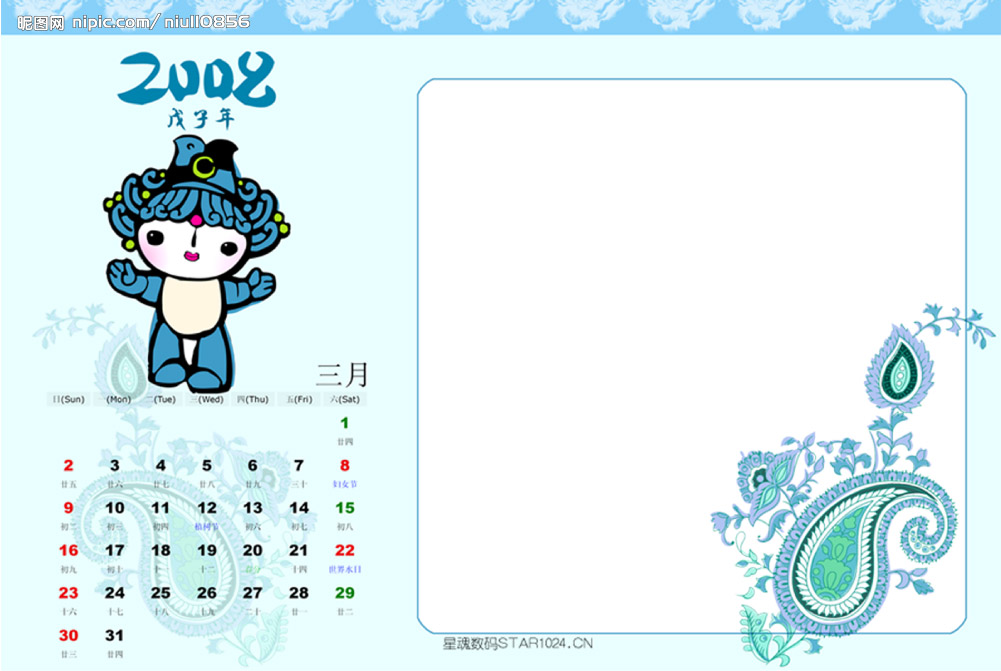 昵图网 nipic.com/niull0856
2008
戊子年
三月
日(Sun) 一(Mon) 二(Tue) 三(Wed) 四(Thu) 五(Fri) 六(Sat)
1
廿四
2 3 4 5 6 7 8
廿五 廿六 廿七 廿八 廿九 三十 妇女节
9 10 11 12 13 14 15
初二 初三 初四 植树节 初六 初七 初八
16 17 18 19 20 21 22
初九 初十 十一 十二 春分 十四 世界水日
23 24 25 26 27 28 29
十六 十七 十八 十九 二十 廿一 廿二
30 31
廿三 廿四
星魂数码STAR1024.CN